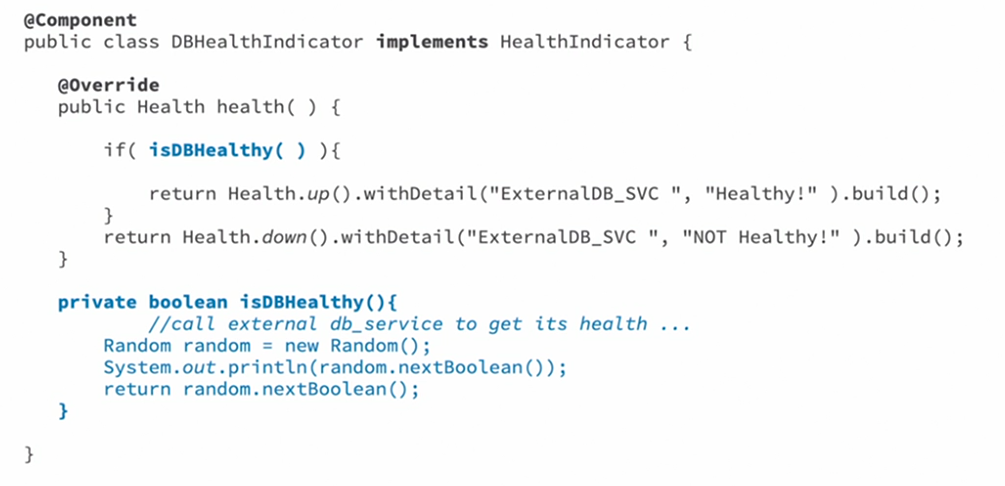 @Component
public class DBHealthIndicator implements HealthIndicator {
@Override
public Health health( ) {
if( isDBHealthy( ) ){
return Health.up().withDetail("ExternalDB_SVC ", "Healthy!" ).build();
}
return Health.down().withDetail("ExternalDB_SVC ", "NOT Healthy!" ).build();
}
private boolean isDBHealthy(){
//call external db_service to get its health ...
Random random = new Random();
System.out.println(random.nextBoolean());
return random.nextBoolean();
}
}